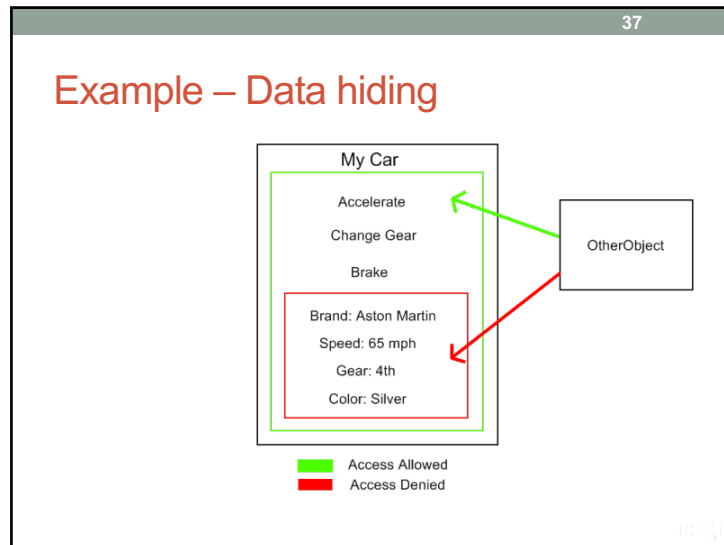 37
Example – Data hiding
My Car
Accelerate
Change Gear
Brake
OtherObject
Brand: Aston Martin
Speed: 65 mph
Gear: 4th
Color: Silver
Access Allowed
Access Denied